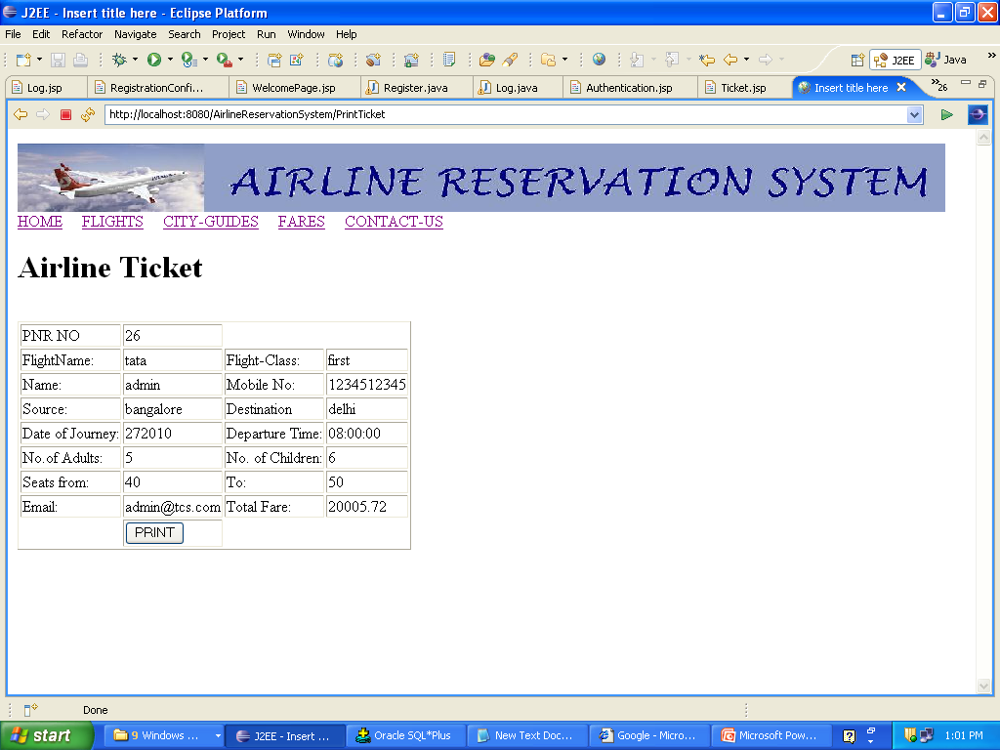 J2EE - Insert title here - Eclipse Platform
File Edit Refactor Navigate Search Project Run Window Help
J2EE Java
Log.jsp RegistrationConfi... WelcomePage.jsp Register.java Log.java Authentication.jsp Ticket.jsp Insert title here 26
http://localhost:8080/AirlineReservationSystem/PrintTicket
AIRLINE RESERVATION SYSTEM
HOME FLIGHTS CITY-GUIDES FARES CONTACT-US
Airline Ticket
PNR NO 26
FlightName: tata Flight-Class: first
Name: admin Mobile No: 1234512345
Source: bangalore Destination delhi
Date of Journey: 272010 Departure Time: 08:00:00
No.of Adults: 5 No. of Children: 6
Seats from: 40 To: 50
Email: admin@tcs.com Total Fare: 20005.72
PRINT
Done
start 9 Windows ... J2EE - Insert ... Oracle SQL*Plus New Text Doc... Google - Micro... Microsoft Pow... 1:01 PM